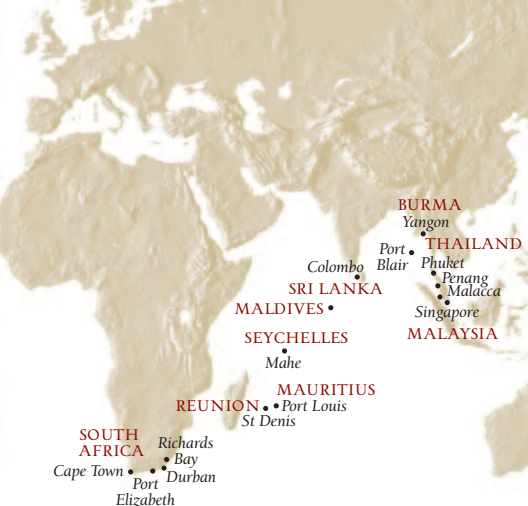 BURMA
Yangon
THAILAND
Port
Blair
Phuket
Penang
Malacca
Singapore
MALAYSIA
Colombo
SRI LANKA
MALDIVES
SEYCHELLES
Mahe
MAURITIUS
Port Louis
REUNION
St Denis
SOUTH
AFRICA
Richards
Bay
Durban
Cape Town
Port
Elizabeth